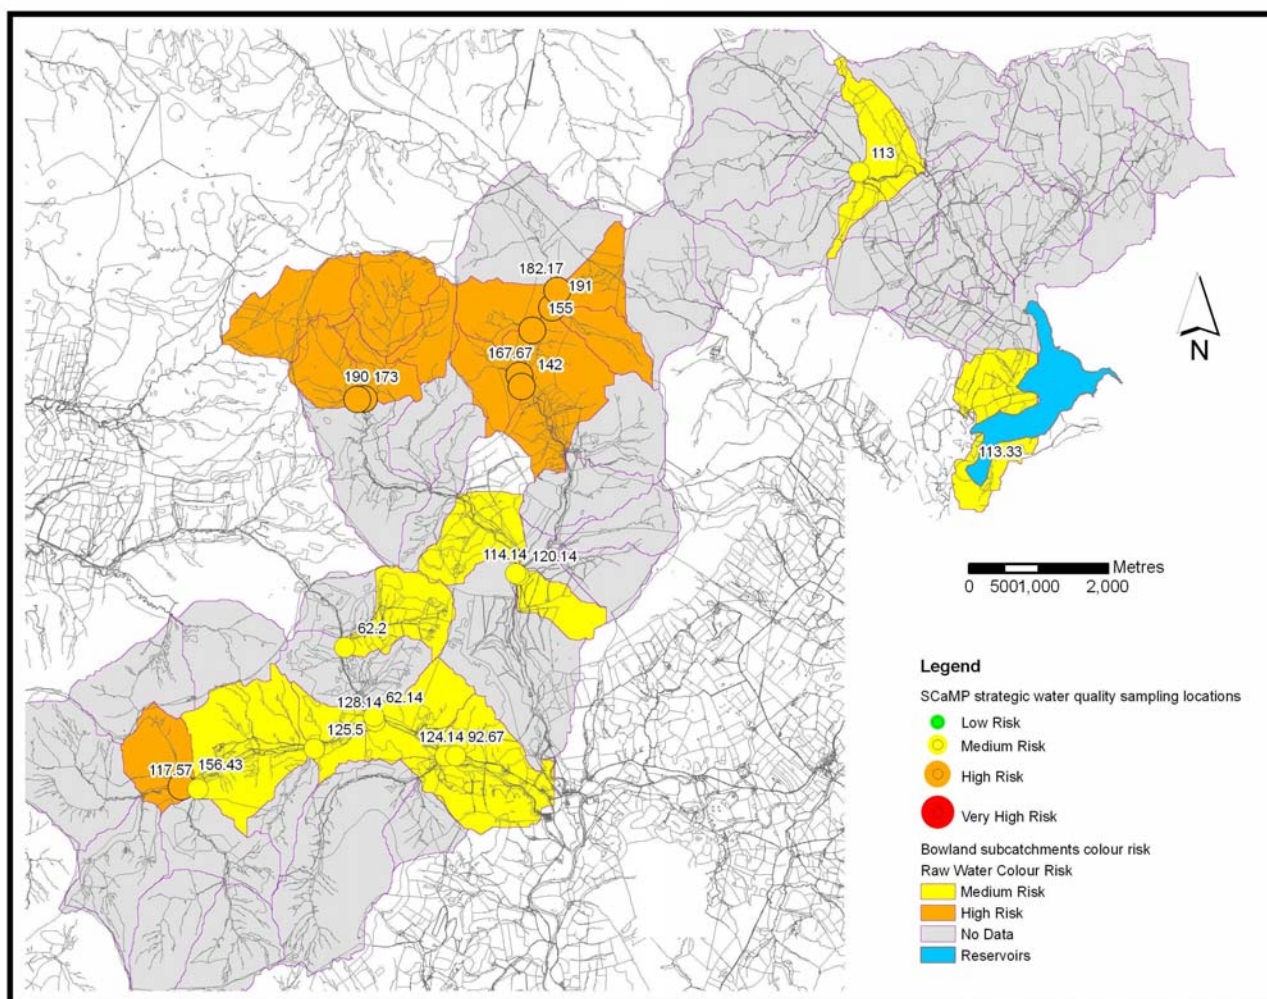 113
182.17
191
155
167.67
142
190 173
113.33
N
Metres
0 5001,000 2,000
114.14 120.14
62.2
128.14 62.14
125.5
124.14 92.67
117.57 156.43
Legend
SCaMP strategic water quality sampling locations
Low Risk
Medium Risk
High Risk
Very High Risk
Bowland subcatchments colour risk
Raw Water Colour Risk
Medium Risk
High Risk
No Data
Reservoirs